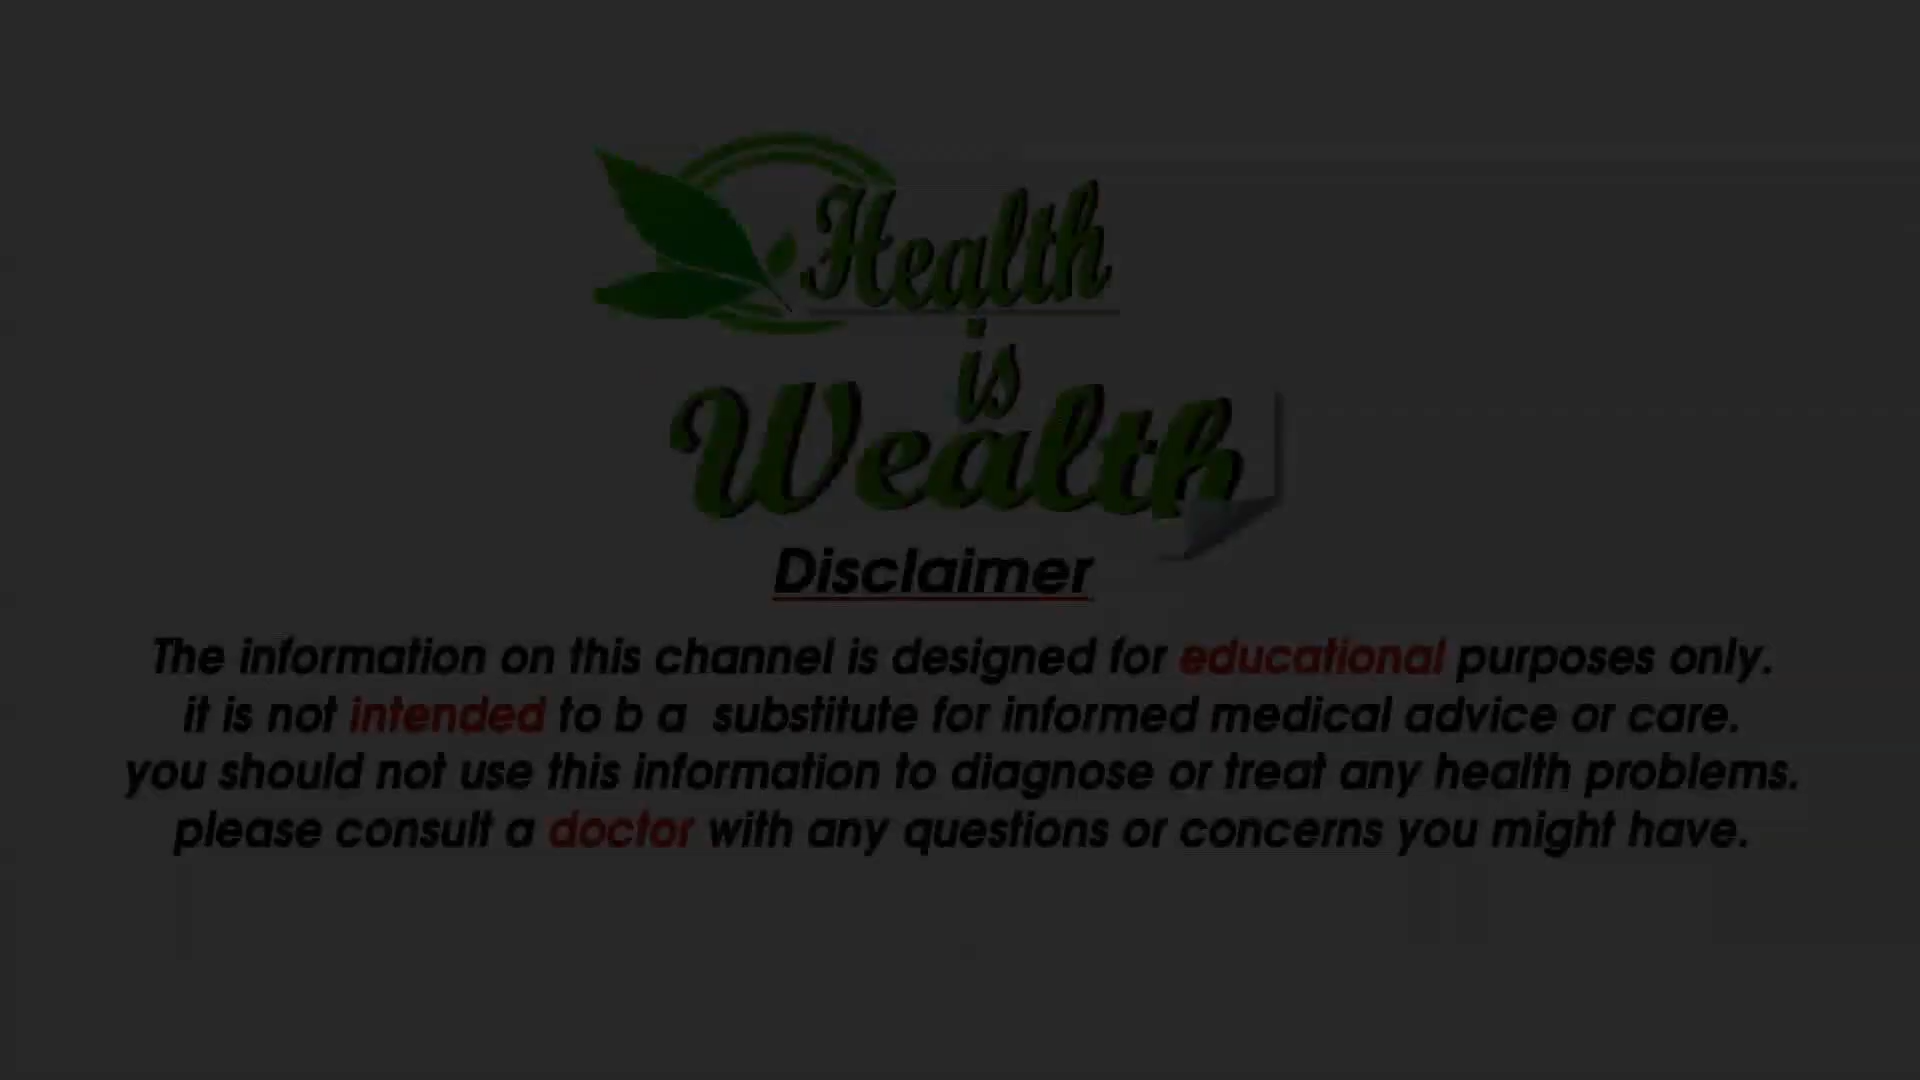 Health
is
Wealth
Disclaimer
The information on this channel is designed for educational purposes only.
it is not intended to b a substitute for informed medical advice or care.
you should not use this information to diagnose or treat any health problems.
please consult a doctor with any questions or concerns you might have.